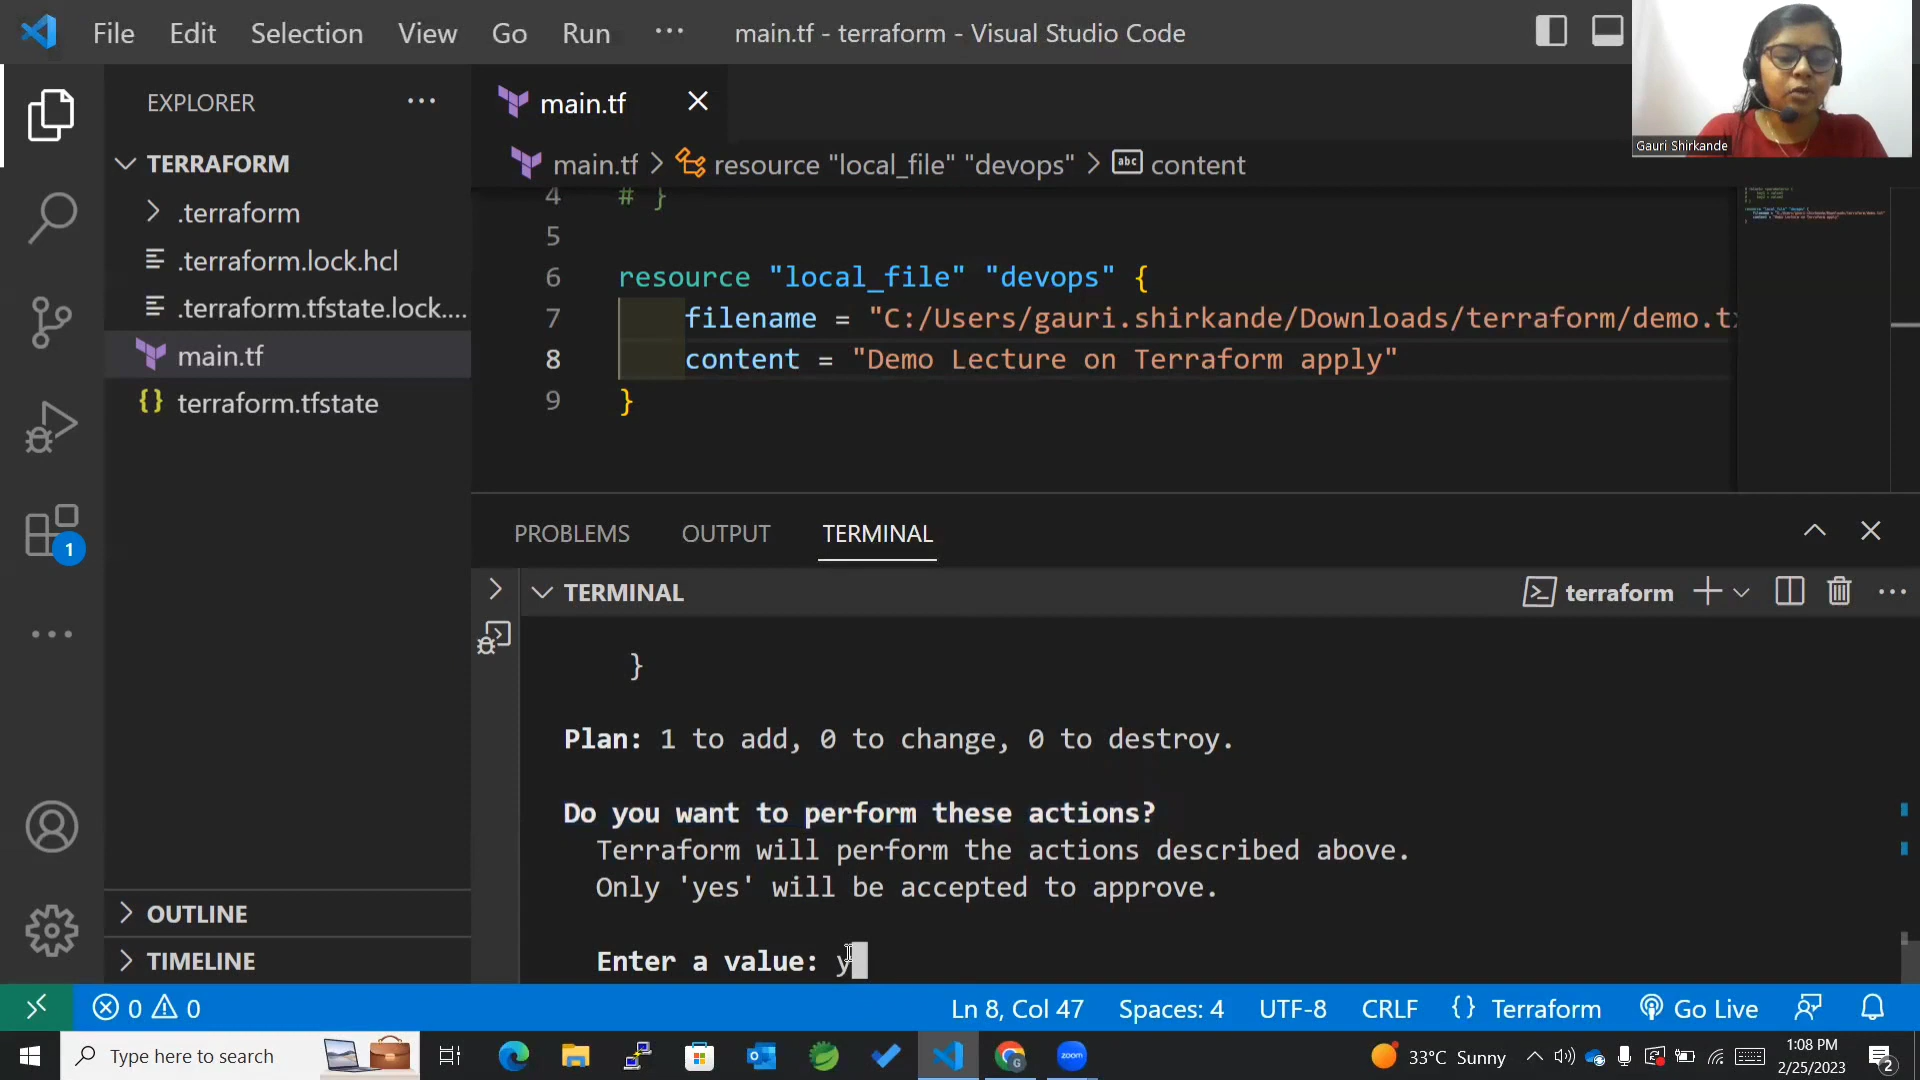 File Edit Selection View Go Run ··· main.tf - terraform - Visual Studio Code
Gauri Shirkande
EXPLORER ···
TERRAFORM
.terraform
.terraform.lock.hcl
.terraform.tfstate.lock....
main.tf
terraform.tfstate
OUTLINE
TIMELINE
main.tf
main.tf > resource "local_file" "devops" > abc content
4 # }
5
6 resource "local_file" "devops" {
7 filename = "C:/Users/gauri.shirkande/Downloads/terraform/demo.tx
8 content = "Demo Lecture on Terraform apply"
9 }
PROBLEMS OUTPUT TERMINAL
TERMINAL terraform
}
Plan: 1 to add, 0 to change, 0 to destroy.
Do you want to perform these actions?
Terraform will perform the actions described above.
Only 'yes' will be accepted to approve.
Enter a value: y
1
0 0 Ln 8, Col 47 Spaces: 4 UTF-8 CRLF {} Terraform Go Live
Type here to search zoom 33°C Sunny 1:08 PM
2/25/2023 2